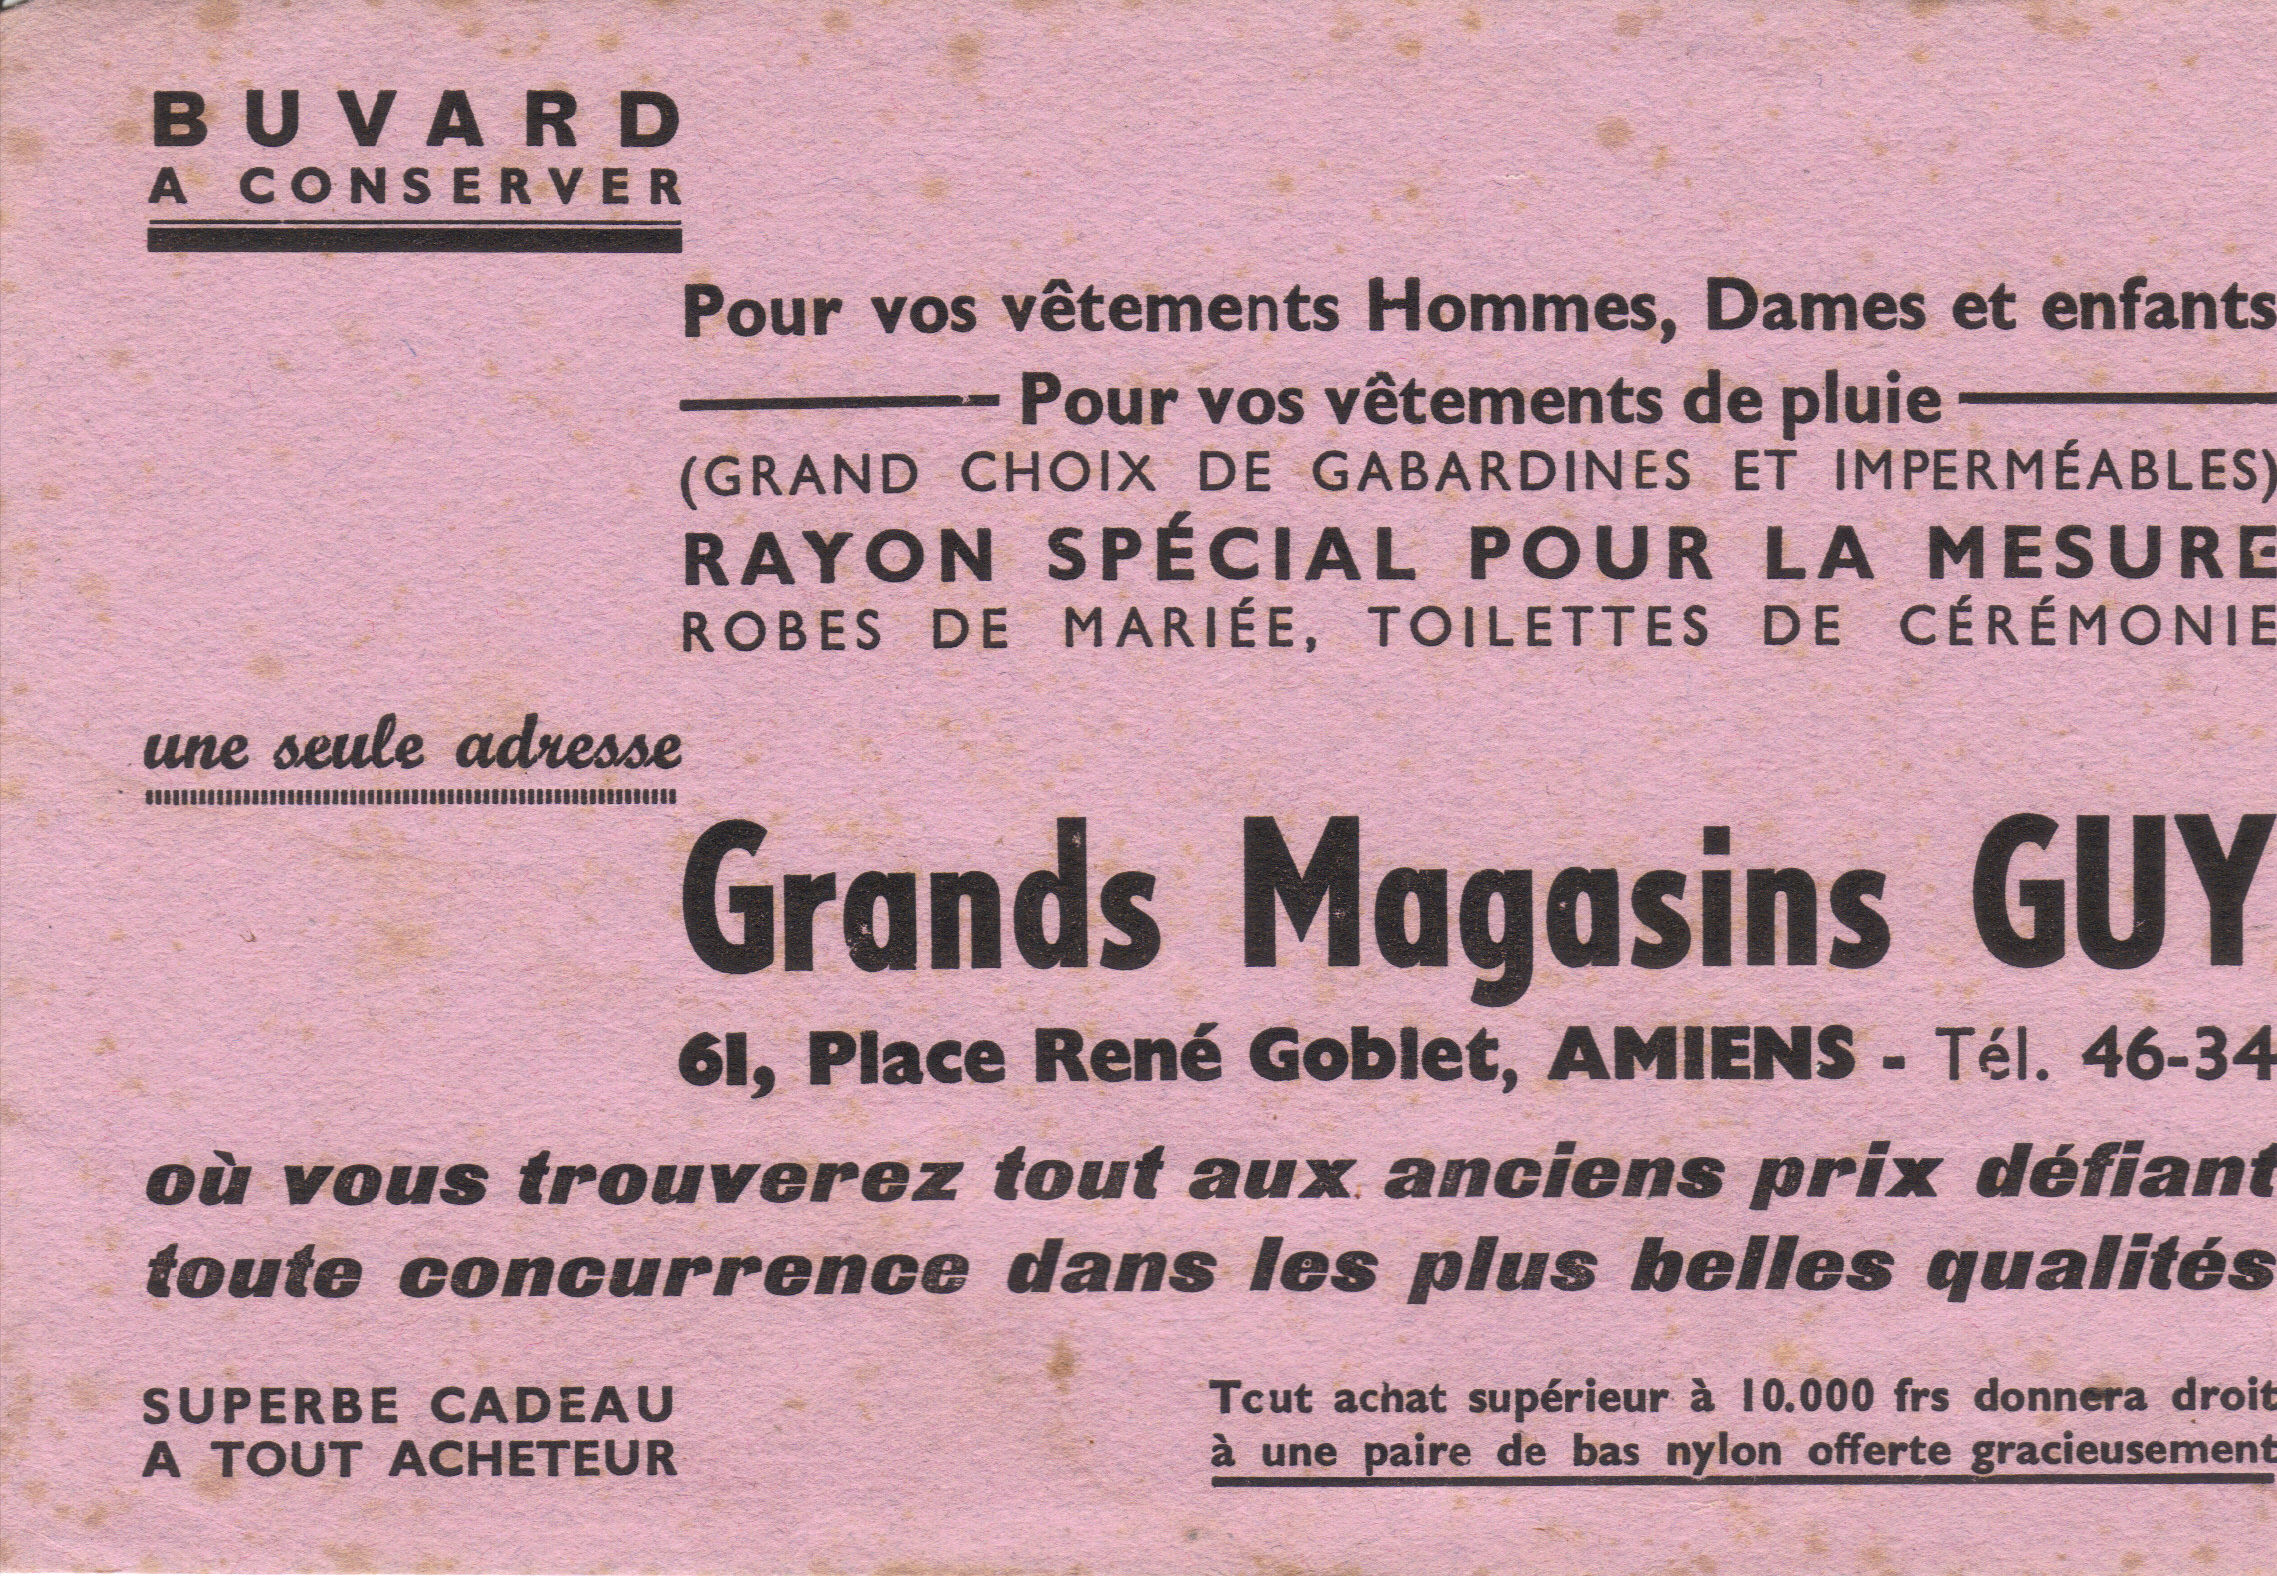 BUVARD
A CONSERVER
Pour vos vêtements Hommes, Dames et enfants
Pour vos vêtements de pluie
(GRAND CHOIX DE GABARDINES ET IMPERMÉABLES)
RAYON SPÉCIAL POUR LA MESURE
ROBES DE MARIÉE, TOILETTES DE CÉRÉMONIE
une seule adresse
Grands Magasins GUY
61, Place René Goblet, AMIENS - Tél. 46-34
où vous trouverez tout aux anciens prix défiant
toute concurrence dans les plus belles qualités
SUPERBE CADEAU
A TOUT ACHETEUR
Tout achat supérieur à 10.000 frs donnera droit
à une paire de bas nylon offerte gracieusement